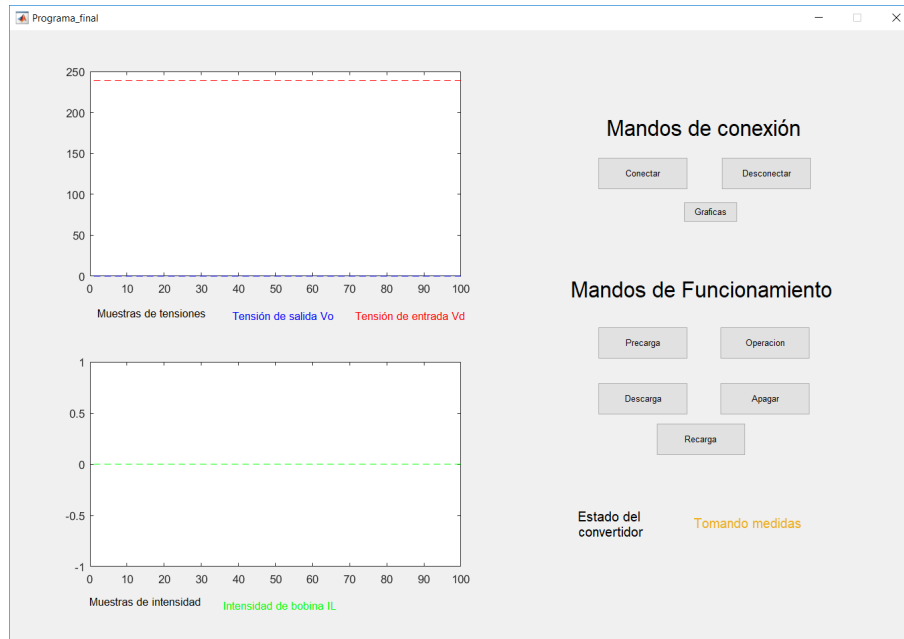 Programa_final
250
200
150
100
50
0
0 10 20 30 40 50 60 70 80 90 100
Muestras de tensiones Tensión de salida Vo Tensión de entrada Vd
1
0.5
0
-0.5
-1
0 10 20 30 40 50 60 70 80 90 100
Muestras de intensidad Intensidad de bobina IL
Mandos de conexión
Conectar Desconectar
Graficas
Mandos de Funcionamiento
Precarga Operacion
Descarga Apagar
Recarga
Estado del
convertidor
Tomando medidas